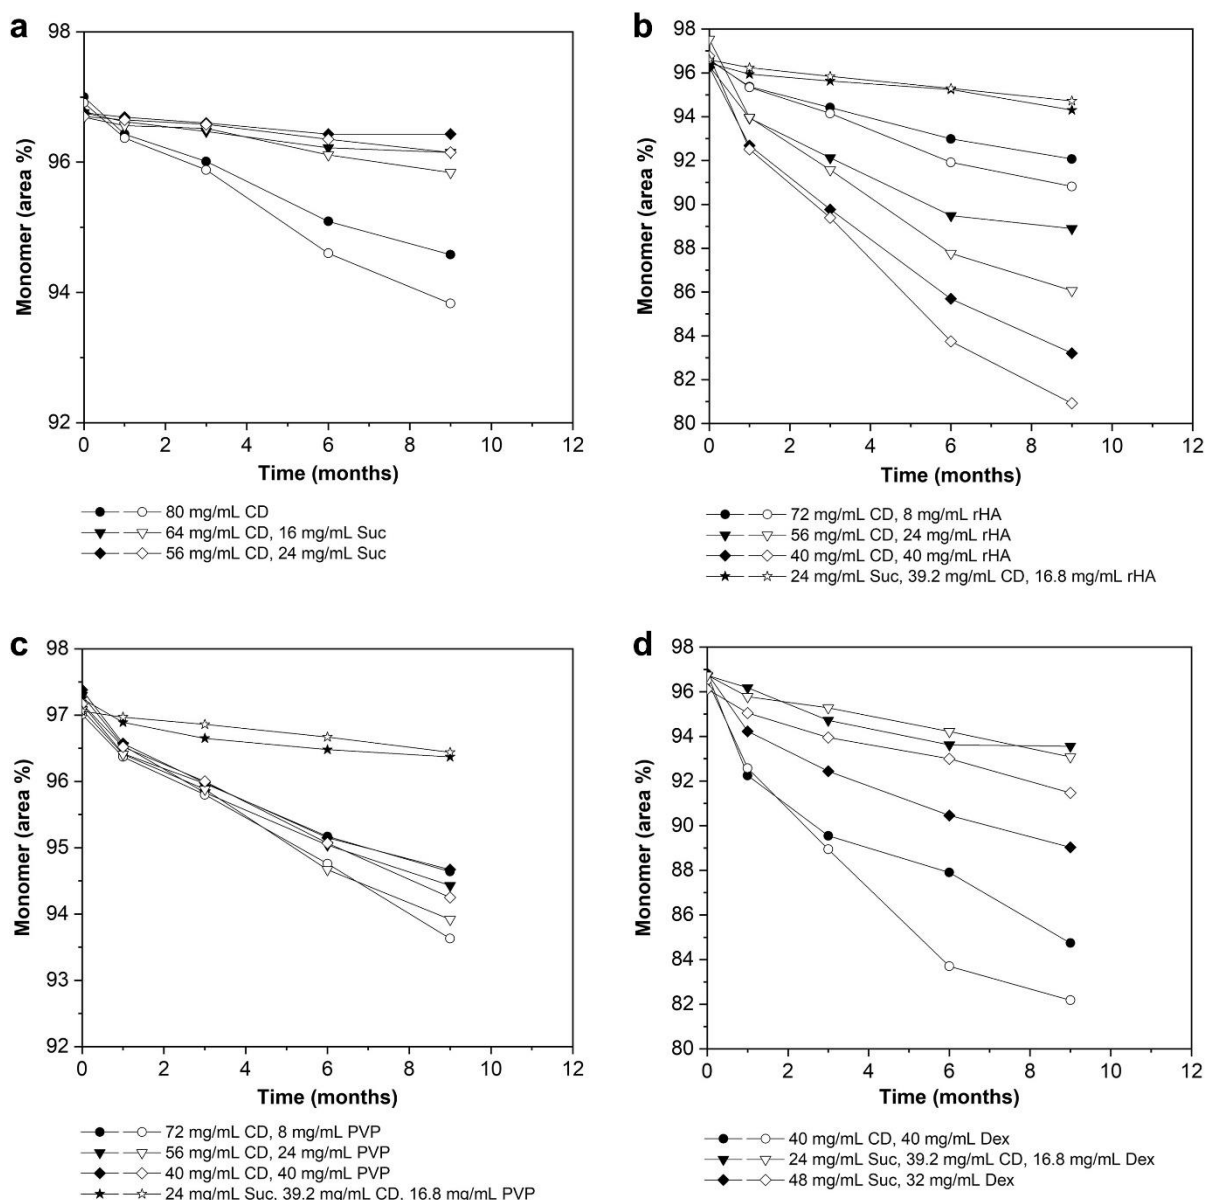 a
98
96
94
92
Monomer (area %)
0 2 4 6 8 10 12
Time (months)
80 mg/mL CD
64 mg/mL CD, 16 mg/mL Suc
56 mg/mL CD, 24 mg/mL Suc
b
98
96
94
92
90
88
86
84
82
80
Monomer (area %)
0 2 4 6 8 10 12
Time (months)
72 mg/mL CD, 8 mg/mL rHA
56 mg/mL CD, 24 mg/mL rHA
40 mg/mL CD, 40 mg/mL rHA
24 mg/mL Suc, 39.2 mg/mL CD, 16.8 mg/mL rHA
c
98
97
96
95
94
93
92
Monomer (area %)
0 2 4 6 8 10 12
Time (months)
72 mg/mL CD, 8 mg/mL PVP
56 mg/mL CD, 24 mg/mL PVP
40 mg/mL CD, 40 mg/mL PVP
24 mg/mL Suc, 39.2 mg/mL CD, 16.8 mg/mL PVP
d
98
96
94
92
90
88
86
84
82
80
Monomer (area %)
0 2 4 6 8 10 12
Time (months)
40 mg/mL CD, 40 mg/mL Dex
24 mg/mL Suc, 39.2 mg/mL CD, 16.8 mg/mL Dex
48 mg/mL Suc, 32 mg/mL Dex